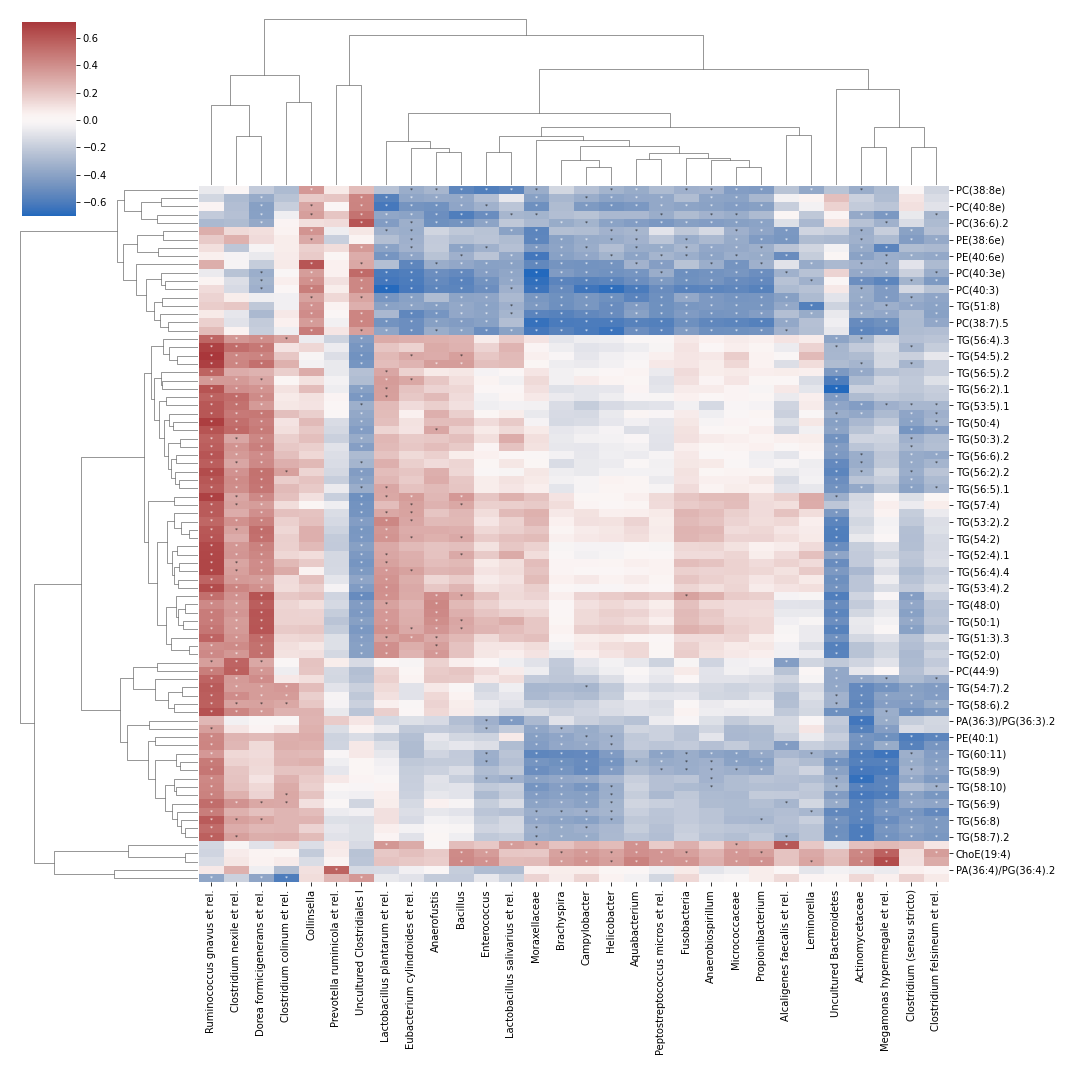 0.6
0.4
0.2
0.0
−0.2
−0.4
−0.6
PC(38:8e)
PC(40:8e)
PC(36:6).2
PE(38:6e)
PE(40:6e)
PC(40:3e)
PC(40:3)
TG(51:8)
PC(38:7).5
TG(56:4).3
TG(54:5).2
TG(56:5).2
TG(56:2).1
TG(53:5).1
TG(50:4)
TG(50:3).2
TG(56:6).2
TG(56:2).2
TG(56:5).1
TG(57:4)
TG(53:2).2
TG(54:2)
TG(52:4).1
TG(56:4).4
TG(53:4).2
TG(48:0)
TG(50:1)
TG(51:3).3
TG(52:0)
PC(44:9)
TG(54:7).2
TG(58:6).2
PA(36:3)/PG(36:3).2
PE(40:1)
TG(60:11)
TG(58:9)
TG(58:10)
TG(56:9)
TG(56:8)
TG(58:7).2
ChoE(19:4)
PA(36:4)/PG(36:4).2
Ruminococcus gnavus et rel.
Clostridium nexile et rel.
Dorea formicigenerans et rel.
Clostridium colinum et rel.
Collinsella
Prevotella ruminicola et rel.
Uncultured Clostridiales I
Lactobacillus plantarum et rel.
Eubacterium cylindroides et rel.
Anaerofustis
Bacillus
Enterococcus
Lactobacillus salivarius et rel.
Moraxellaceae
Brachyspira
Campylobacter
Helicobacter
Aquabacterium
Peptostreptococcus micros et rel.
Fusobacteria
Anaerobiospirillum
Micrococcaceae
Propionibacterium
Alcaligenes faecalis et rel.
Leminorella
Uncultured Bacteroidetes
Actinomycetaceae
Megamonas hypermegale et rel.
Clostridium (sensu stricto)
Clostridium felsineum et rel.